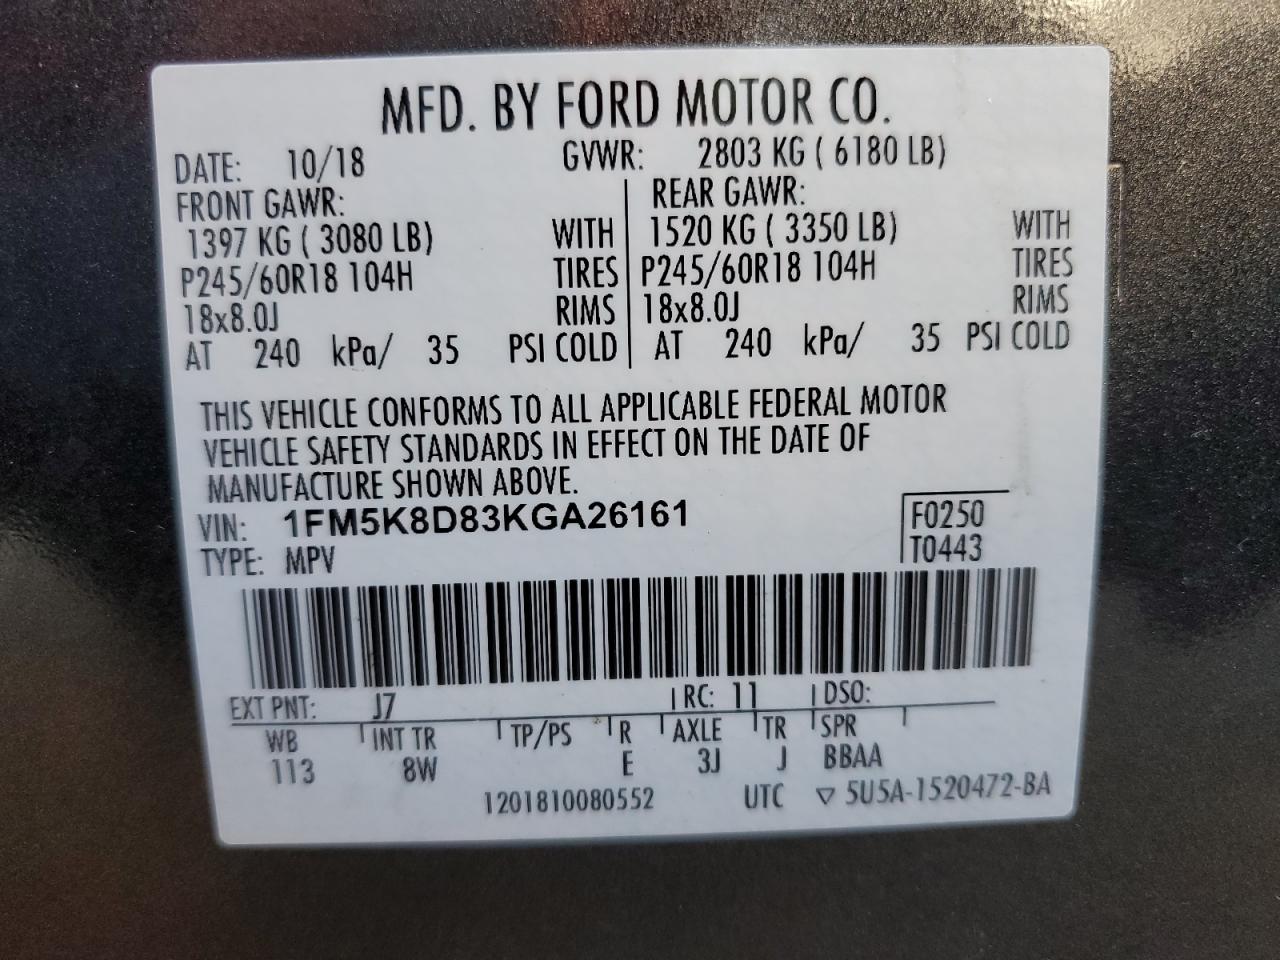 MFD. BY FORD MOTOR CO.
DATE: 10/18 GVWR: 2803 KG ( 6180 LB)
FRONT GAWR: REAR GAWR:
1397 KG ( 3080 LB) WITH 1520 KG ( 3350 LB) WITH
P245/60R18 104H TIRES P245/60R18 104H TIRES
18x8.0J RIMS 18x8.0J RIMS
AT 240 kPa/ 35 PSI COLD AT 240 kPa/ 35 PSI COLD
THIS VEHICLE CONFORMS TO ALL APPLICABLE FEDERAL MOTOR
VEHICLE SAFETY STANDARDS IN EFFECT ON THE DATE OF
MANUFACTURE SHOWN ABOVE.
VIN: 1FM5K8D83KGA26161 F0250
TYPE: MPV T0443
EXT PNT: J7 RC: 11 DSO:
WB INT TR TP/PS R AXLE TR SPR
113 8W E 3J J BBAA
1201810080552 UTC ▽ 5U5A-1520472-BA